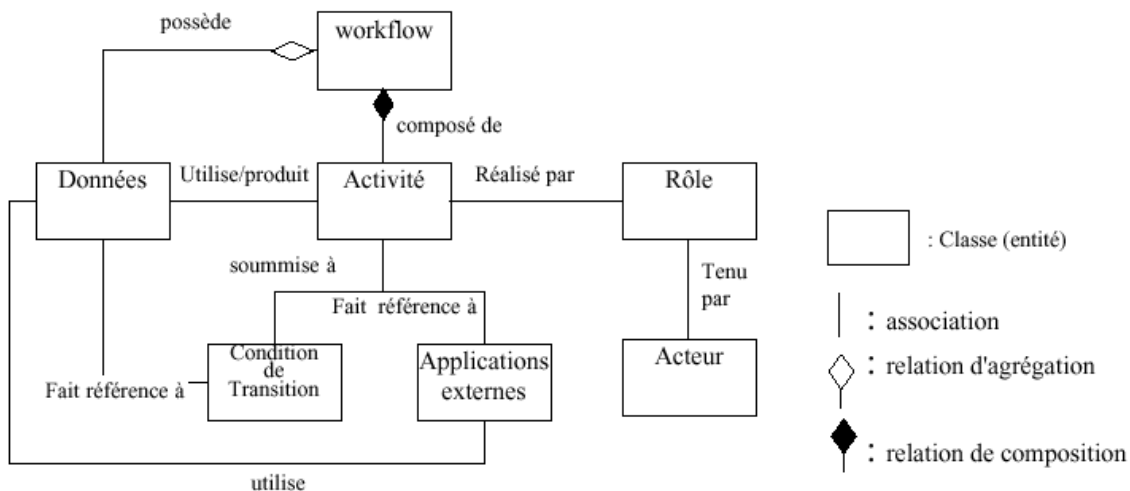 possède
workflow
composé de
Données
Utilise/produit
Activité
Réalisé par
Rôle
: Classe (entité)
soummise à
Tenu
par
Fait référence à
: association
Condition
de
Transition
Applications
externes
Acteur
: relation d'agrégation
Fait référence à
: relation de composition
utilise